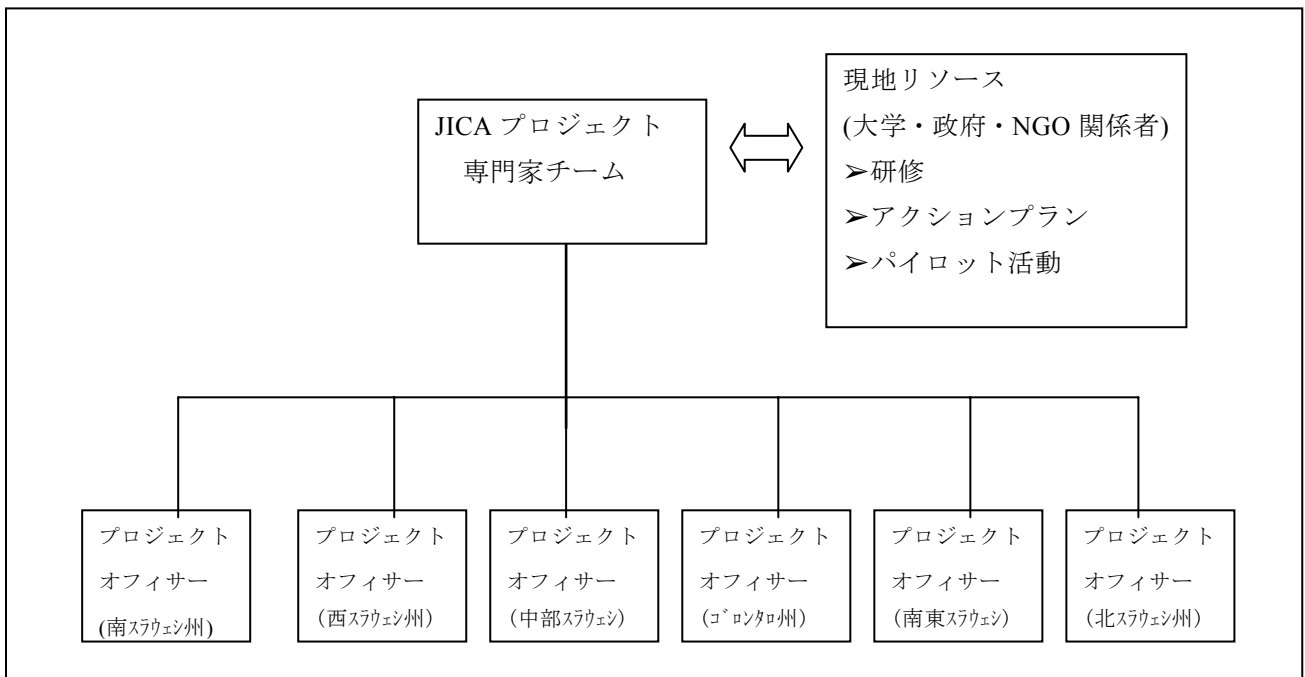 JICA プロジェクト
専門家チーム
現地リソース
(大学・政府・NGO 関係者)
➢研修
➢アクションプラン
➢パイロット活動
プロジェクト
オフィサー
(南ｽﾗｳｪｼ州)
プロジェクト
オフィサー
(西ｽﾗｳｪｼ州)
プロジェクト
オフィサー
(中部ｽﾗｳｪｼ)
プロジェクト
オフィサー
(ｺﾞﾛﾝﾀﾛ州)
プロジェクト
オフィサー
(南東ｽﾗｳｪｼ)
プロジェクト
オフィサー
(北ｽﾗｳｪｼ州)